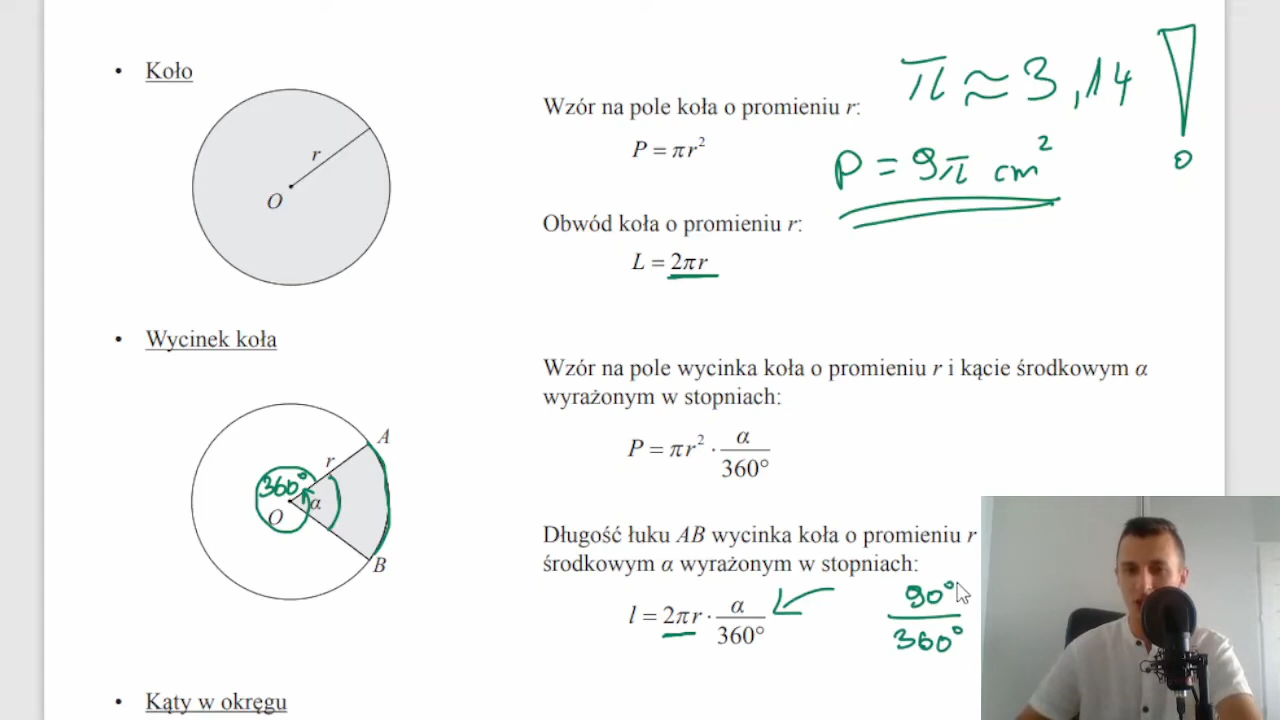 • Koło
r
O
Wzór na pole koła o promieniu r:
P = πr²
π ≈ 3,14 !
P = 9π cm²
Obwód koła o promieniu r:
L = 2πr
• Wycinek koła
A
r
360°
α
O
B
Wzór na pole wycinka koła o promieniu r i kącie środkowym α
wyrażonym w stopniach:
P = πr² · α/360°
Długość łuku AB wycinka koła o promieniu r
środkowym α wyrażonym w stopniach:
l = 2πr · α/360°
90°
360°
• Kąty w okręgu